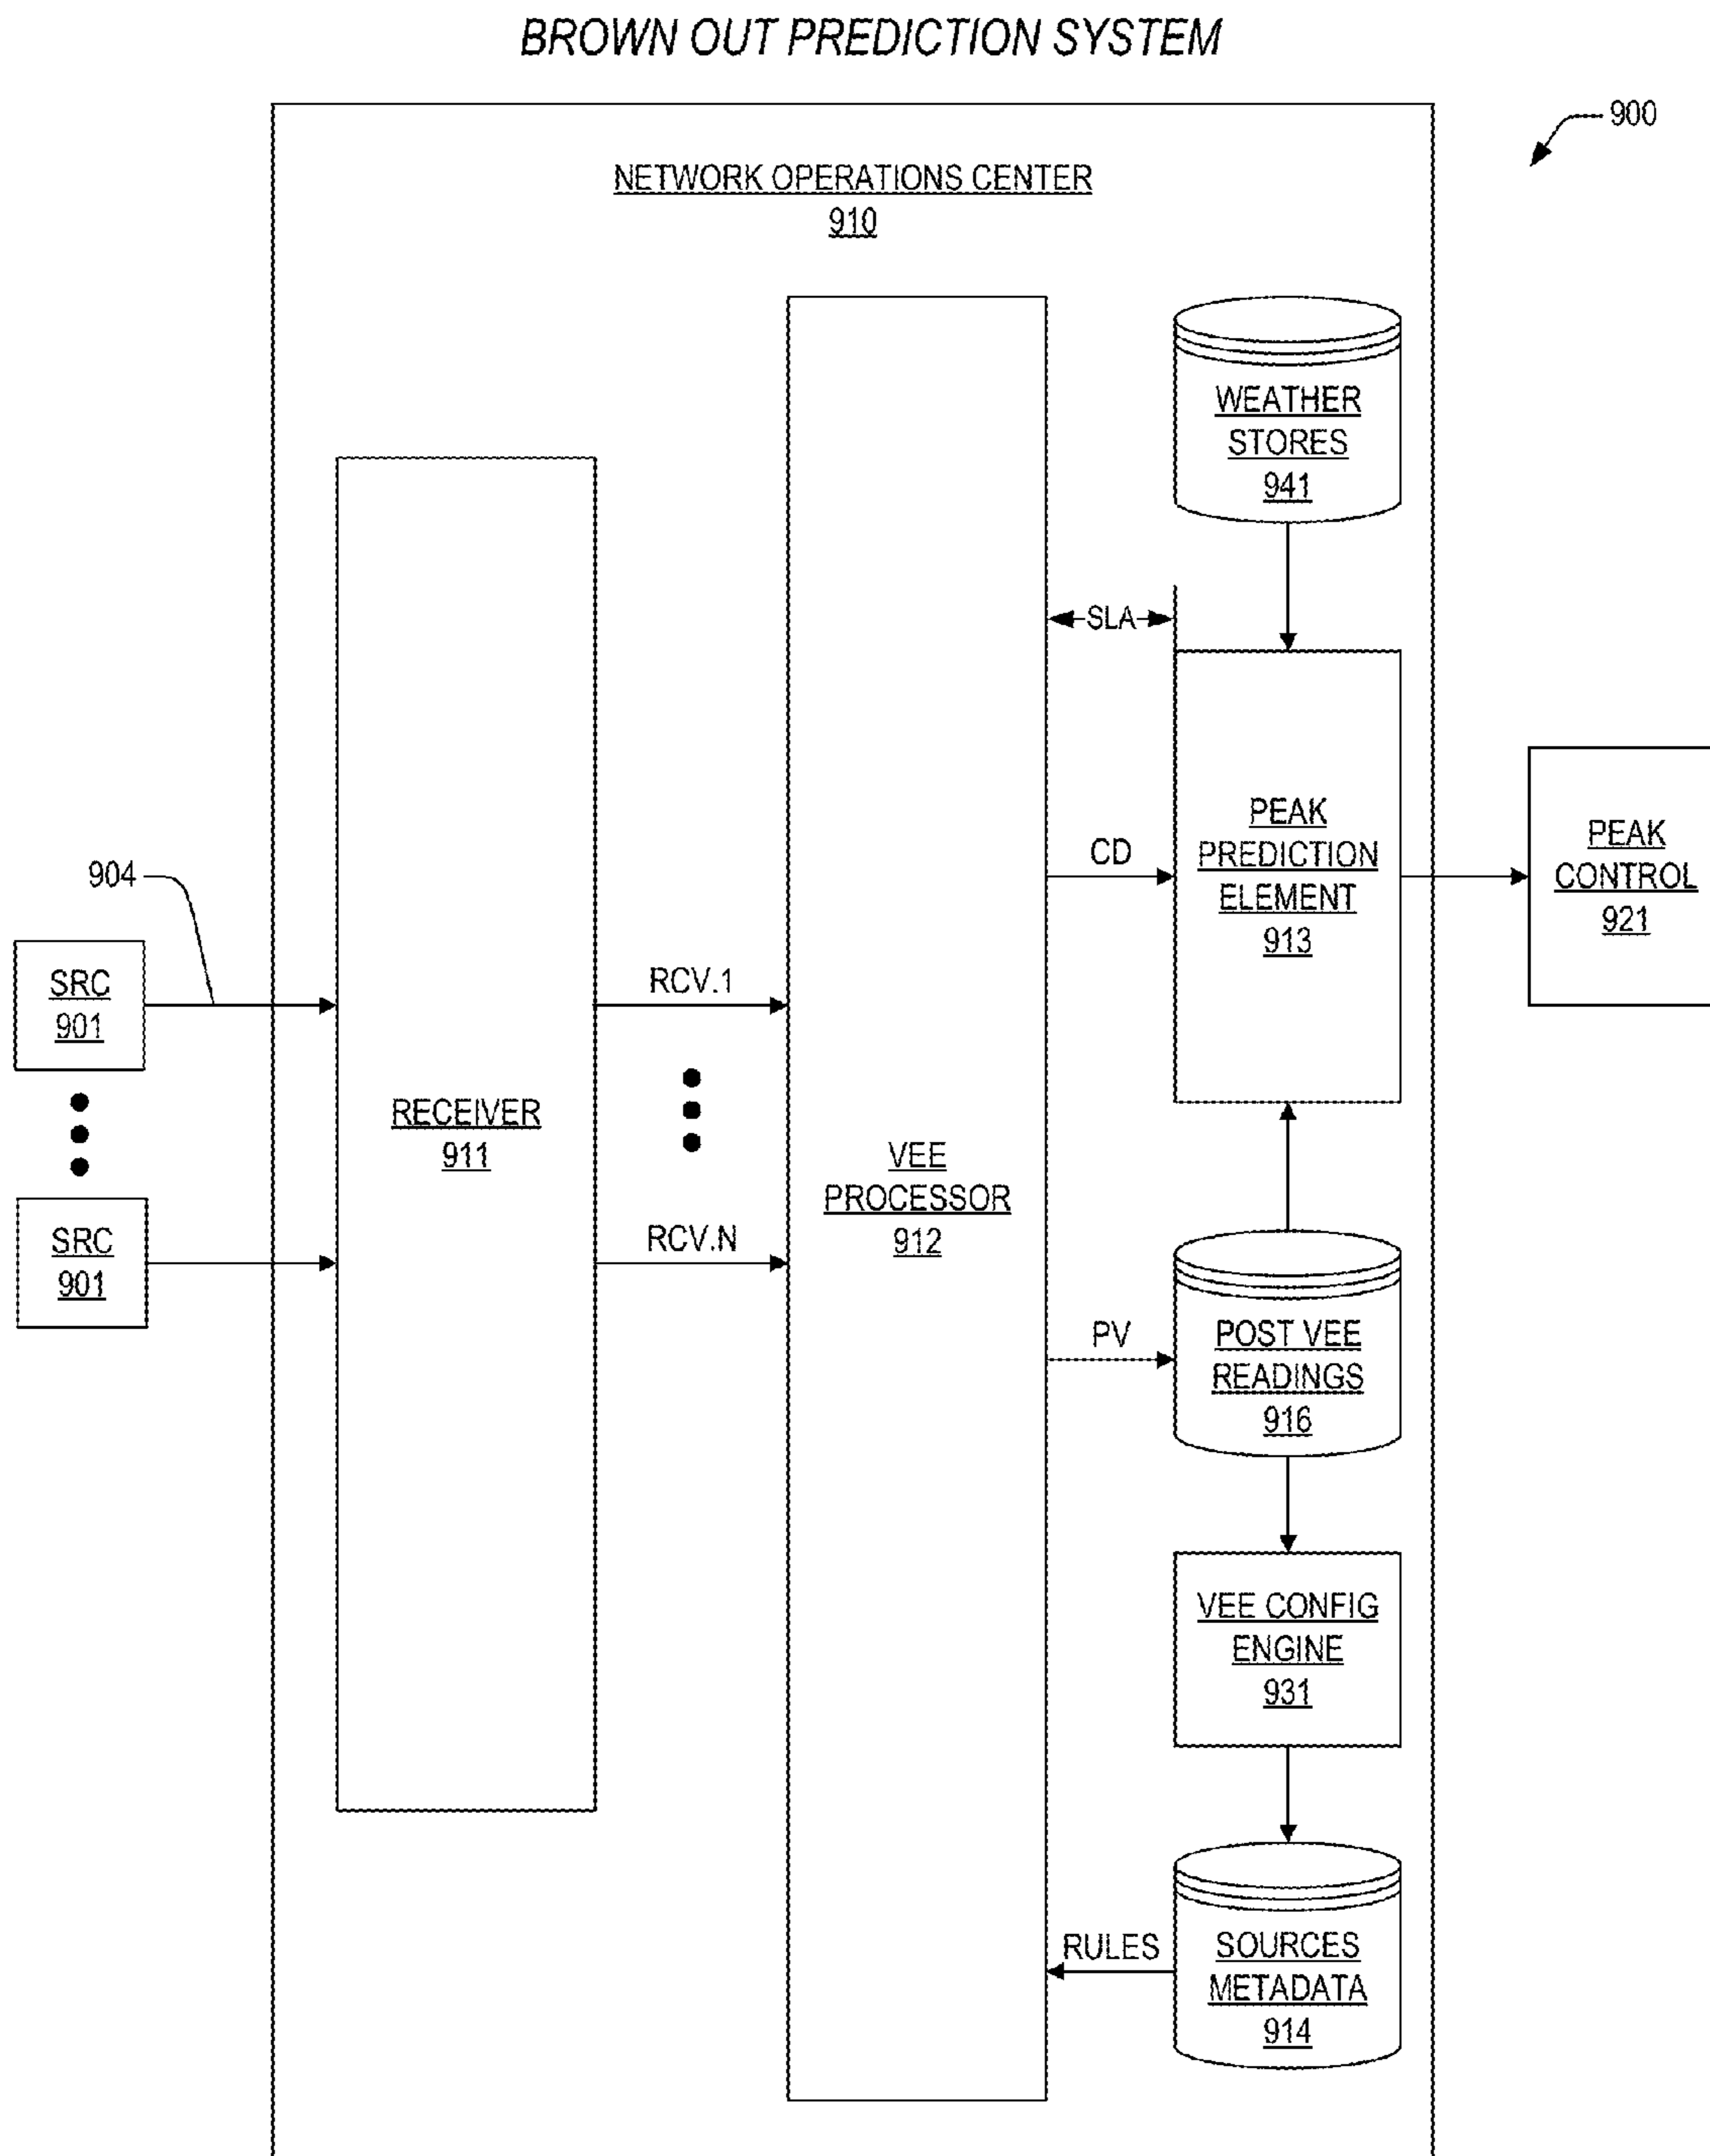 BROWN OUT PREDICTION SYSTEM
900
NETWORK OPERATIONS CENTER
910
WEATHER
STORES
941
SLA
PEAK
PREDICTION
ELEMENT
913
CD
PEAK
CONTROL
921
904
SRC
901
RCV.1
RECEIVER
911
VEE
PROCESSOR
912
SRC
901
RCV.N
PV
POST VEE
READINGS
916
VEE CONFIG
ENGINE
931
RULES
SOURCES
METADATA
914